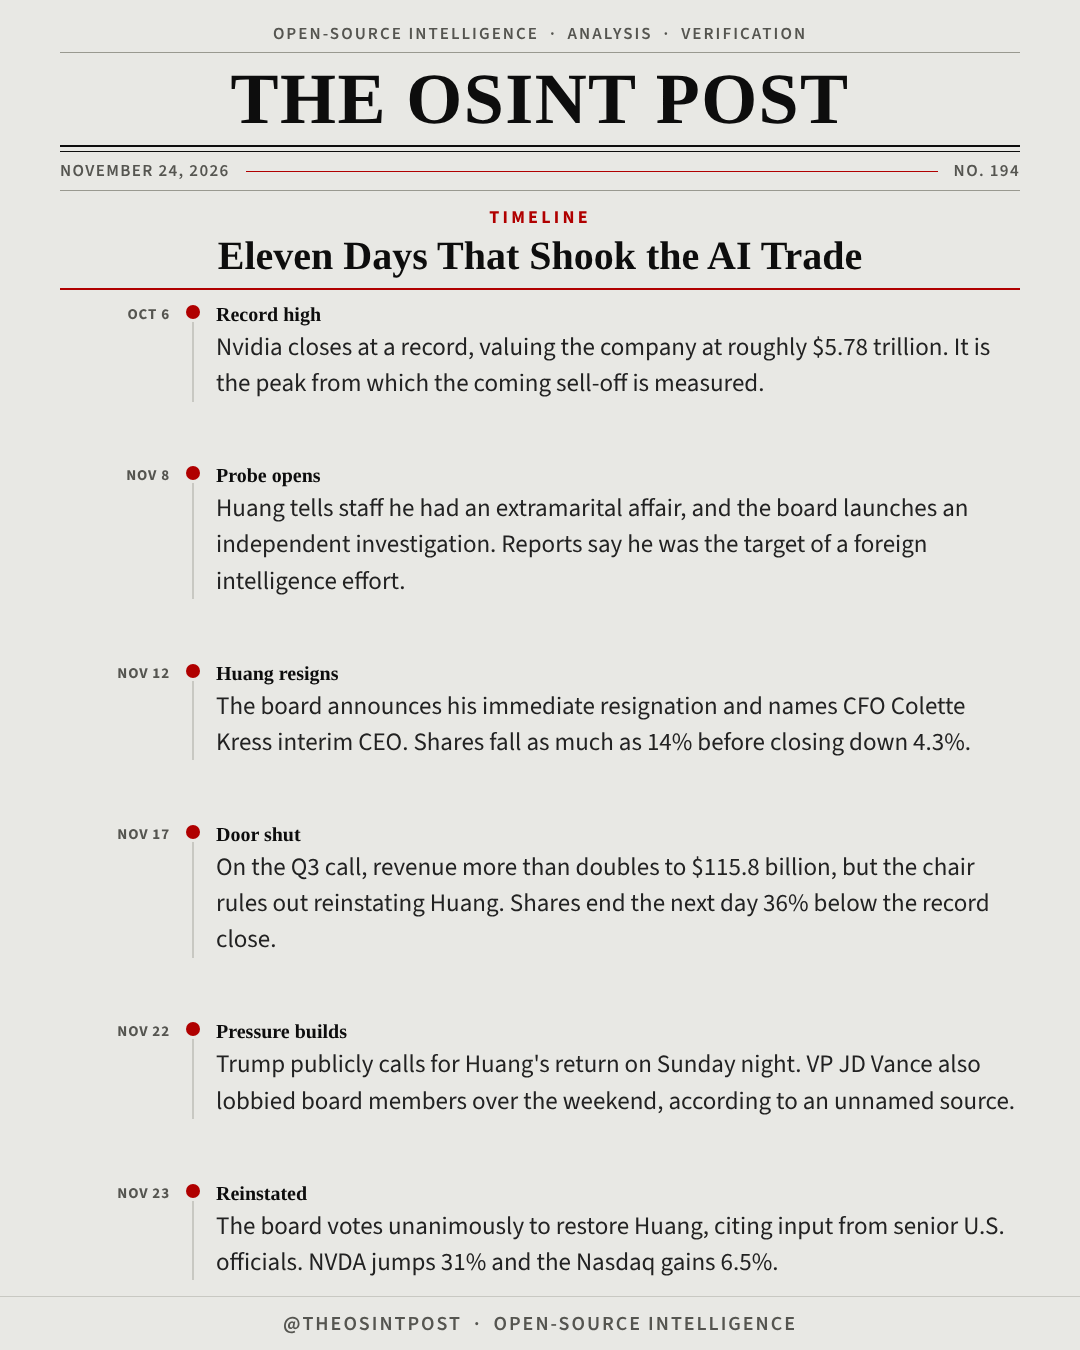 OPEN-SOURCE INTELLIGENCE · ANALYSIS · VERIFICATION
THE OSINT POST
NOVEMBER 24, 2026 NO. 194
TIMELINE
Eleven Days That Shook the AI Trade
OCT 6 Record high
Nvidia closes at a record, valuing the company at roughly $5.78 trillion. It is
the peak from which the coming sell-off is measured.
NOV 8 Probe opens
Huang tells staff he had an extramarital affair, and the board launches an
independent investigation. Reports say he was the target of a foreign
intelligence effort.
NOV 12 Huang resigns
The board announces his immediate resignation and names CFO Colette
Kress interim CEO. Shares fall as much as 14% before closing down 4.3%.
NOV 17 Door shut
On the Q3 call, revenue more than doubles to $115.8 billion, but the chair
rules out reinstating Huang. Shares end the next day 36% below the record
close.
NOV 22 Pressure builds
Trump publicly calls for Huang's return on Sunday night. VP JD Vance also
lobbied board members over the weekend, according to an unnamed source.
NOV 23 Reinstated
The board votes unanimously to restore Huang, citing input from senior U.S.
officials. NVDA jumps 31% and the Nasdaq gains 6.5%.
@THEOSINTPOST · OPEN-SOURCE INTELLIGENCE